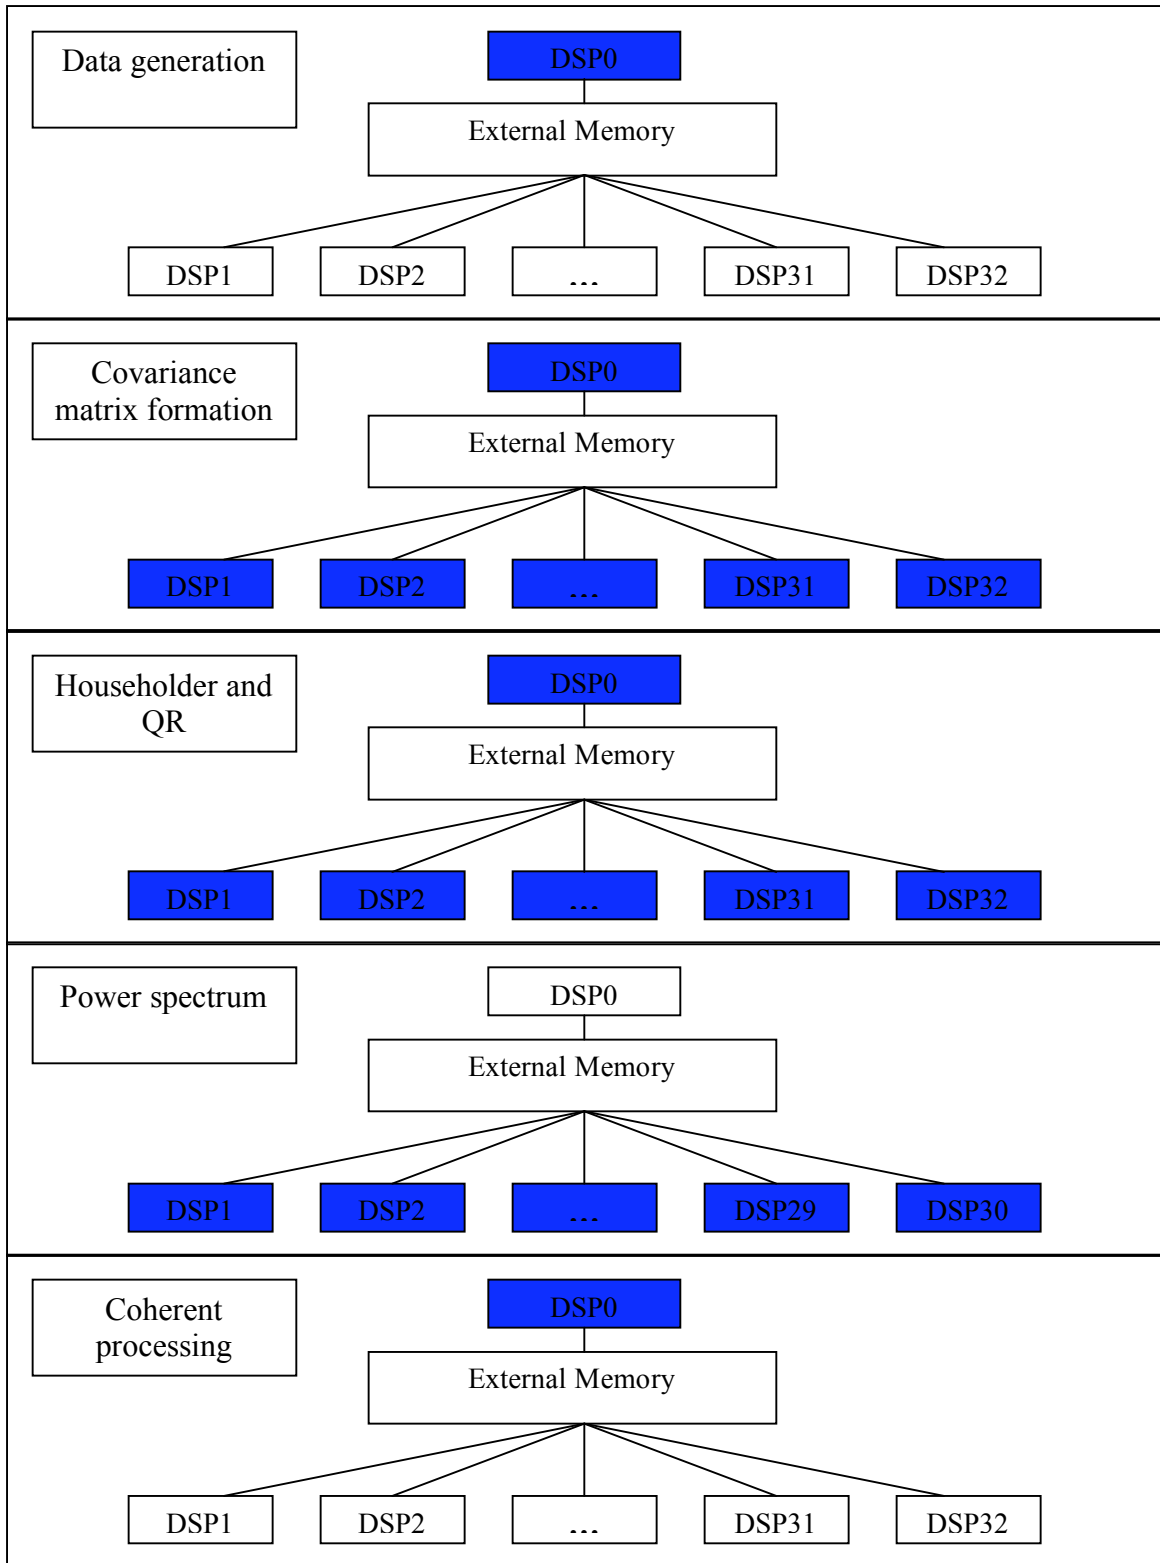 Data generation
DSP0
External Memory
DSP1
DSP2
...
DSP31
DSP32
Covariance
matrix formation
DSP0
External Memory
DSP1
DSP2
...
DSP31
DSP32
Householder and
QR
DSP0
External Memory
DSP1
DSP2
...
DSP31
DSP32
Power spectrum
DSP0
External Memory
DSP1
DSP2
...
DSP29
DSP30
Coherent
processing
DSP0
External Memory
DSP1
DSP2
...
DSP31
DSP32